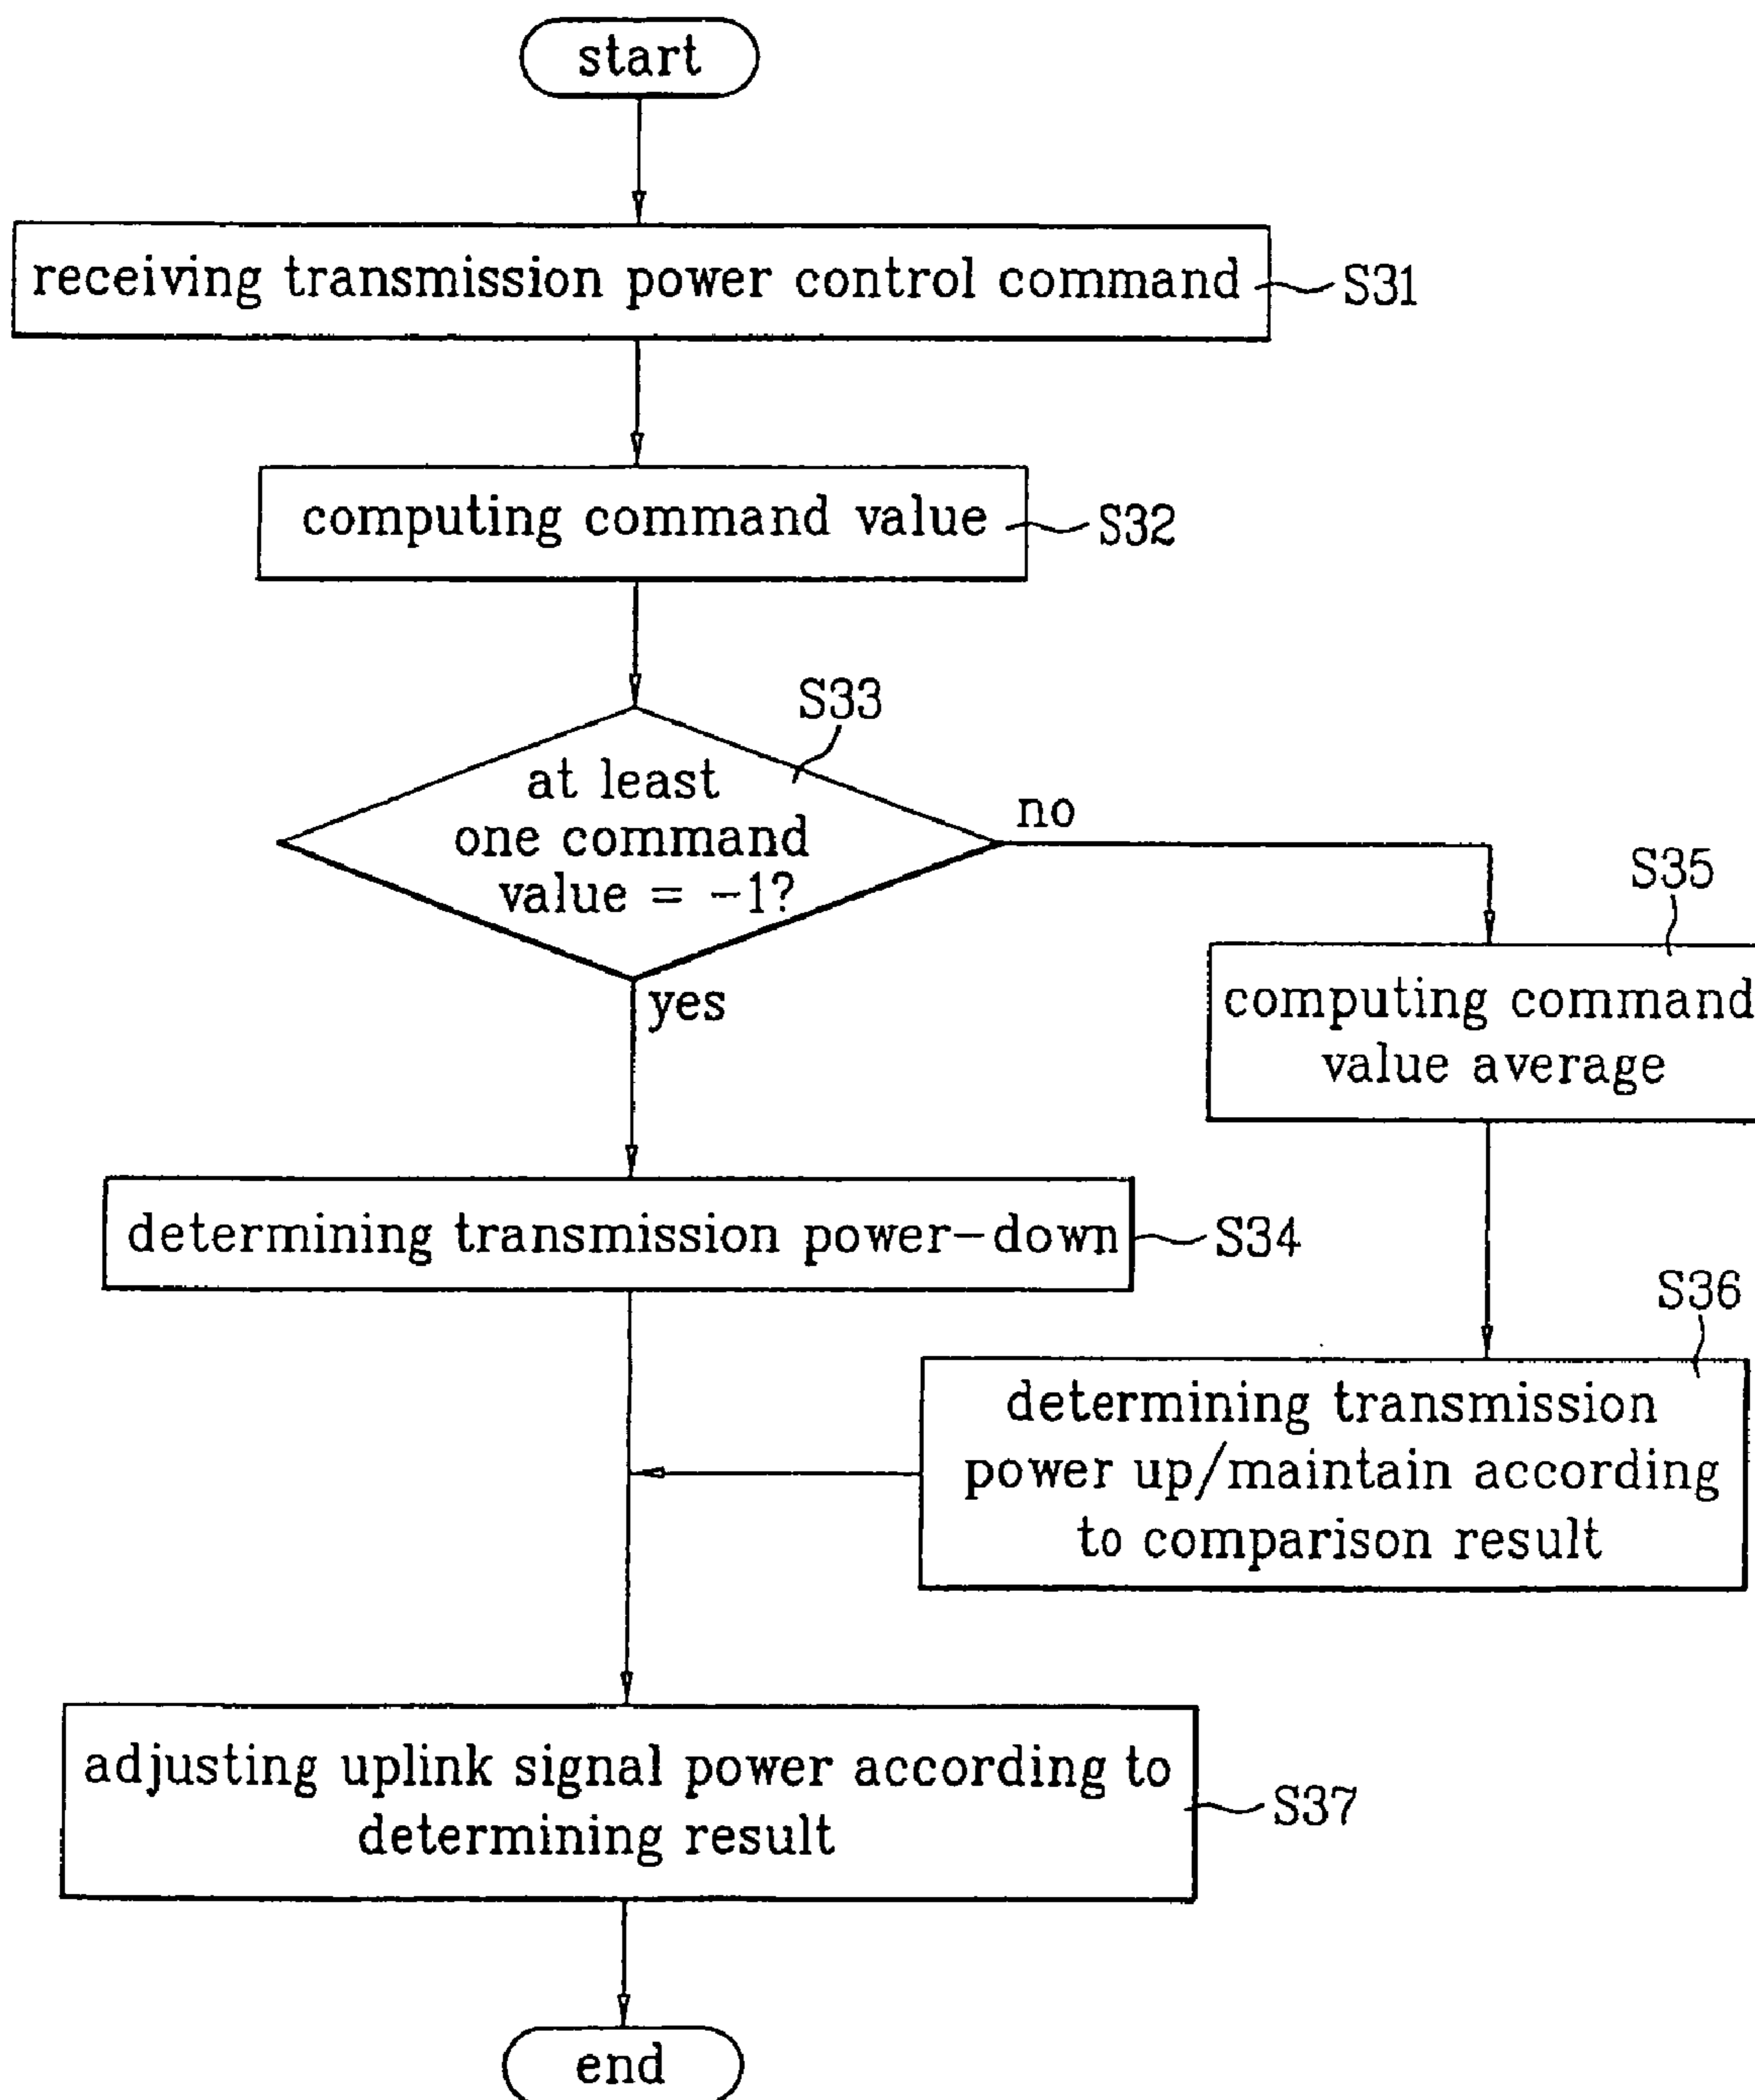 start
receiving transmission power control command
S31
computing command value
S32
S33
at least
one command
value = -1?
no
yes
S35
computing command
value average
determining transmission power-down
S34
S36
determining transmission
power up/maintain according
to comparison result
adjusting uplink signal power according to
determining result
S37
end